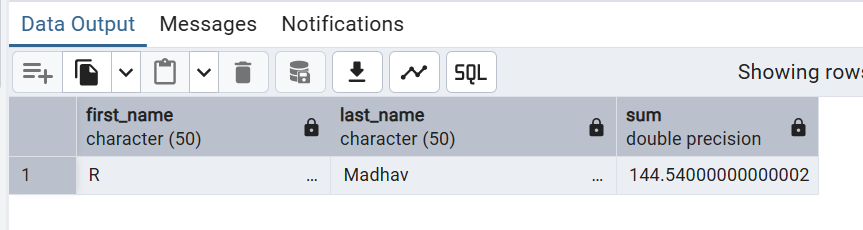 Data Output Messages Notifications
SQL Showing rows
first_name last_name sum
character (50) character (50) double precision
1 R ... Madhav ... 144.54000000000002